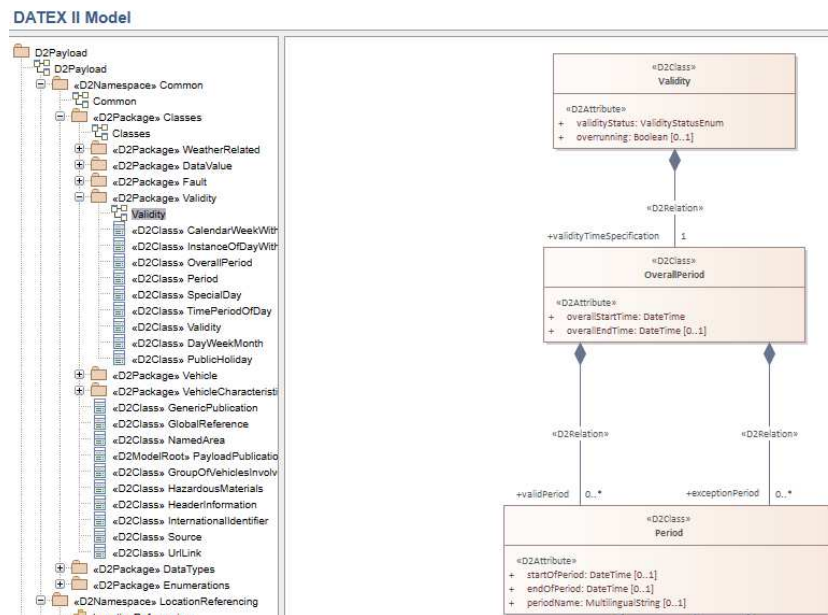 DATEX II Model
D2Payload
D2Payload
«D2Namespace» Common
Common
«D2Package» Classes
Classes
«D2Package» WeatherRelated
«D2Package» DataValue
«D2Package» Fault
«D2Package» Validity
Validity
«D2Class» CalendarWeekWith
«D2Class» InstanceOfDayWith
«D2Class» OverallPeriod
«D2Class» Period
«D2Class» SpecialDay
«D2Class» TimePeriodOfDay
«D2Class» Validity
«D2Class» DayWeekMonth
«D2Class» PublicHoliday
«D2Package» Vehicle
«D2Package» VehicleCharacteristi
«D2Class» GenericPublication
«D2Class» GlobalReference
«D2Class» NamedArea
«D2ModelRoot» PayloadPublicatio
«D2Class» GroupOfVehiclesInvolv
«D2Class» HazardousMaterials
«D2Class» HeaderInformation
«D2Class» InternationalIdentifier
«D2Class» Source
«D2Class» UrlLink
«D2Package» DataTypes
«D2Package» Enumerations
«D2Namespace» LocationReferencing
«D2Class»
Validity
«D2Attribute»
+ validityStatus: ValidityStatusEnum
+ overrunning: Boolean [0..1]
«D2Relation»
+validityTimeSpecification 1
«D2Class»
OverallPeriod
«D2Attribute»
+ overallStartTime: DateTime
+ overallEndTime: DateTime [0..1]
«D2Relation» «D2Relation»
+validPeriod 0..* +exceptionPeriod 0..*
«D2Class»
Period
«D2Attribute»
+ startOfPeriod: DateTime [0..1]
+ endOfPeriod: DateTime [0..1]
+ periodName: MultilingualString [0..1]